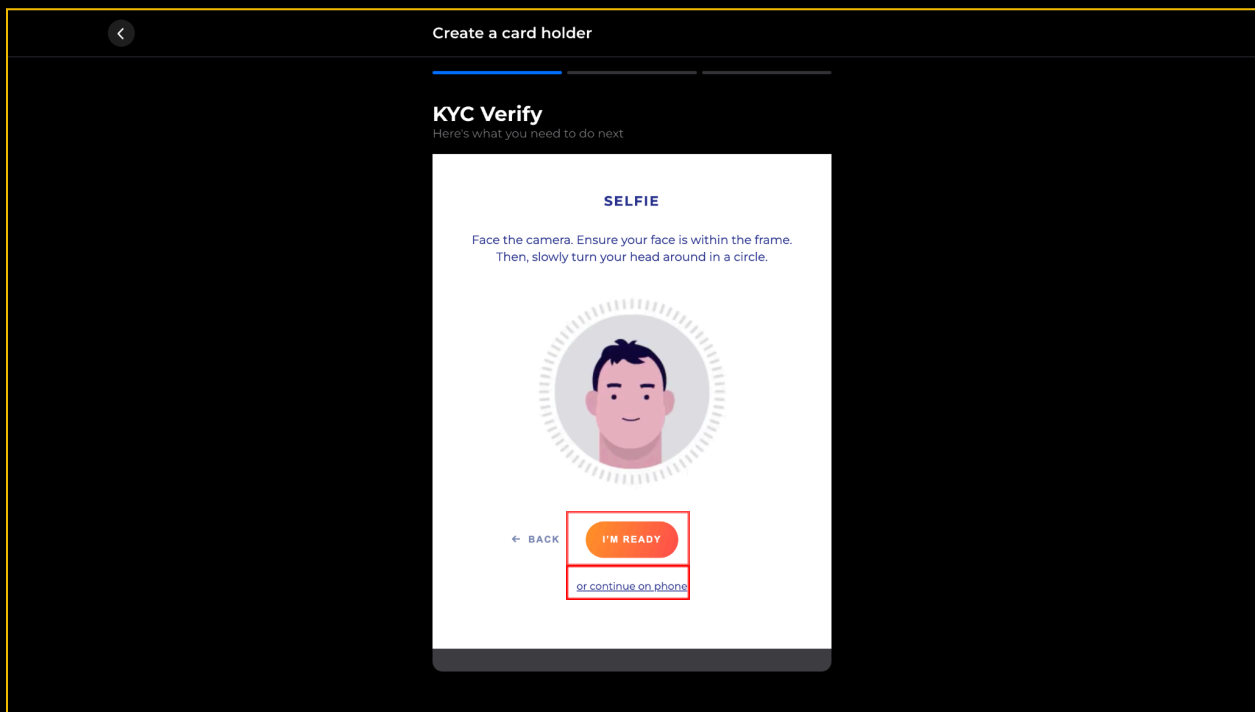 Create a card holder
KYC Verify
Here's what you need to do next
SELFIE
Face the camera. Ensure your face is within the frame.
Then, slowly turn your head around in a circle.
← BACK
I'M READY
or continue on phone